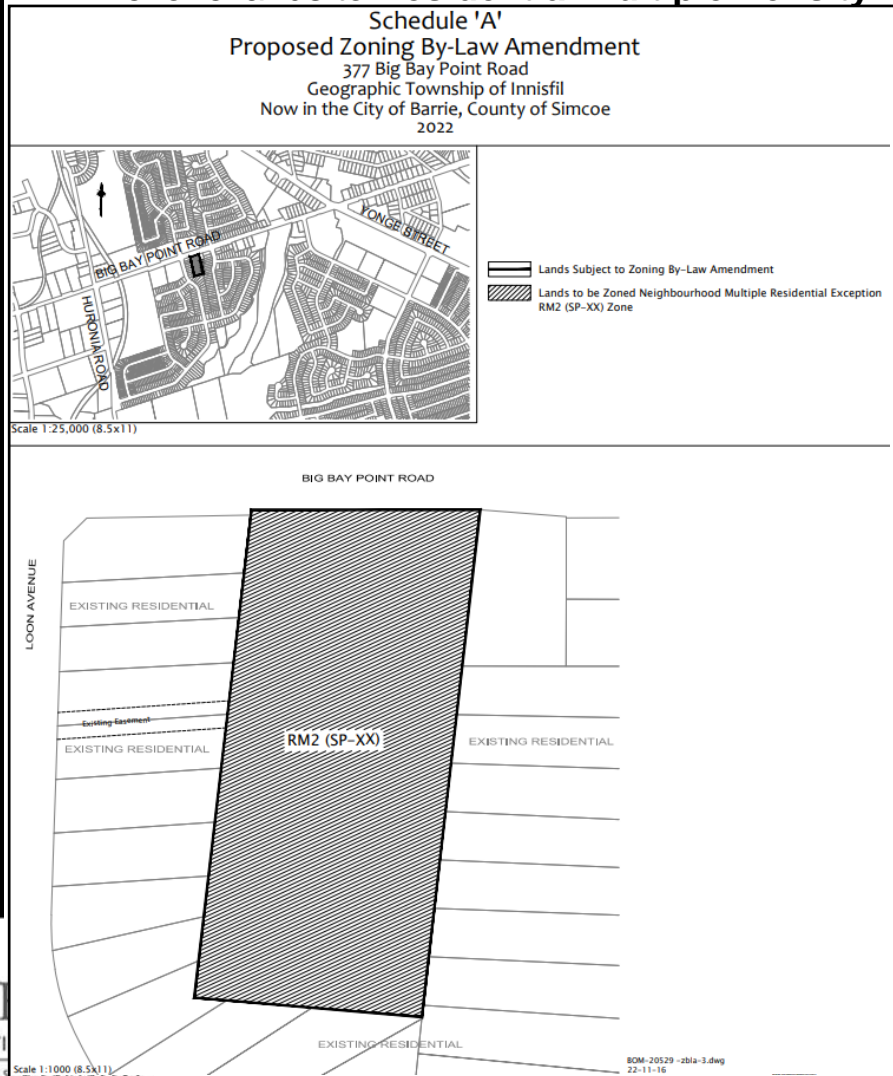 Schedule 'A'
Proposed Zoning By-Law Amendment
377 Big Bay Point Road
Geographic Township of Innisfil
Now in the City of Barrie, County of Simcoe
2022
YONGE STREET
BIG BAY POINT ROAD
HURONIA ROAD
Lands Subject to Zoning By-Law Amendment
Lands to be Zoned Neighbourhood Multiple Residential Exception
RM2 (SP-XX) Zone
Scale 1:25,000 (8.5x11)
BIG BAY POINT ROAD
LOON AVENUE
EXISTING RESIDENTIAL
Existing Easement
EXISTING RESIDENTIAL
RM2 (SP-XX)
EXISTING RESIDENTIAL
EXISTING RESIDENTIAL
Scale 1:1000 (8.5x11)
BOM-20529 -zbla-3.dwg
22-11-16